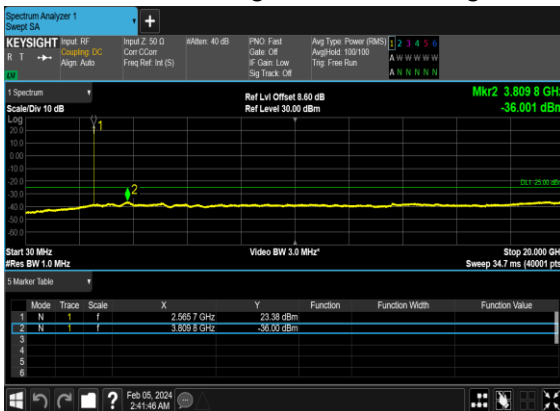 Spectrum Analyzer 1
Swept SA
+
KEYSIGHT Input: RF Input Z: 50 Ω #Atten: 40 dB PNO: Fast Avg Type: Power (RMS) 1 2 3 4 5 6
R T Coupling: DC Corr CCorr Gate: Off Avg|Hold: 100/100 A W W W W W
Align: Auto Freq Ref: Int (S) IF Gain: Low Trig: Free Run
Sig Track: Off A N N N N N
1 Spectrum Ref Lvl Offset 8.60 dB Mkr2 3.809 8 GHz
Scale/Div 10 dB Ref Level 30.00 dBm -36.001 dBm
Log
20.0
10.0
0.00
-10.0
-20.0
-30.0
-40.0
-50.0
-60.0
1
2
DL1 -25.00 dBm
Start 30 MHz Video BW 3.0 MHz* Stop 20.000 GHz
#Res BW 1.0 MHz Sweep 34.7 ms (40001 pts)
5 Marker Table
Mode Trace Scale X Y Function Function Width Function Value
1 N 1 f 2.565 7 GHz 23.38 dBm
2 N 1 f 3.809 8 GHz -36.00 dBm
3
4
5
6
? Feb 05, 2024
2:41:46 AM